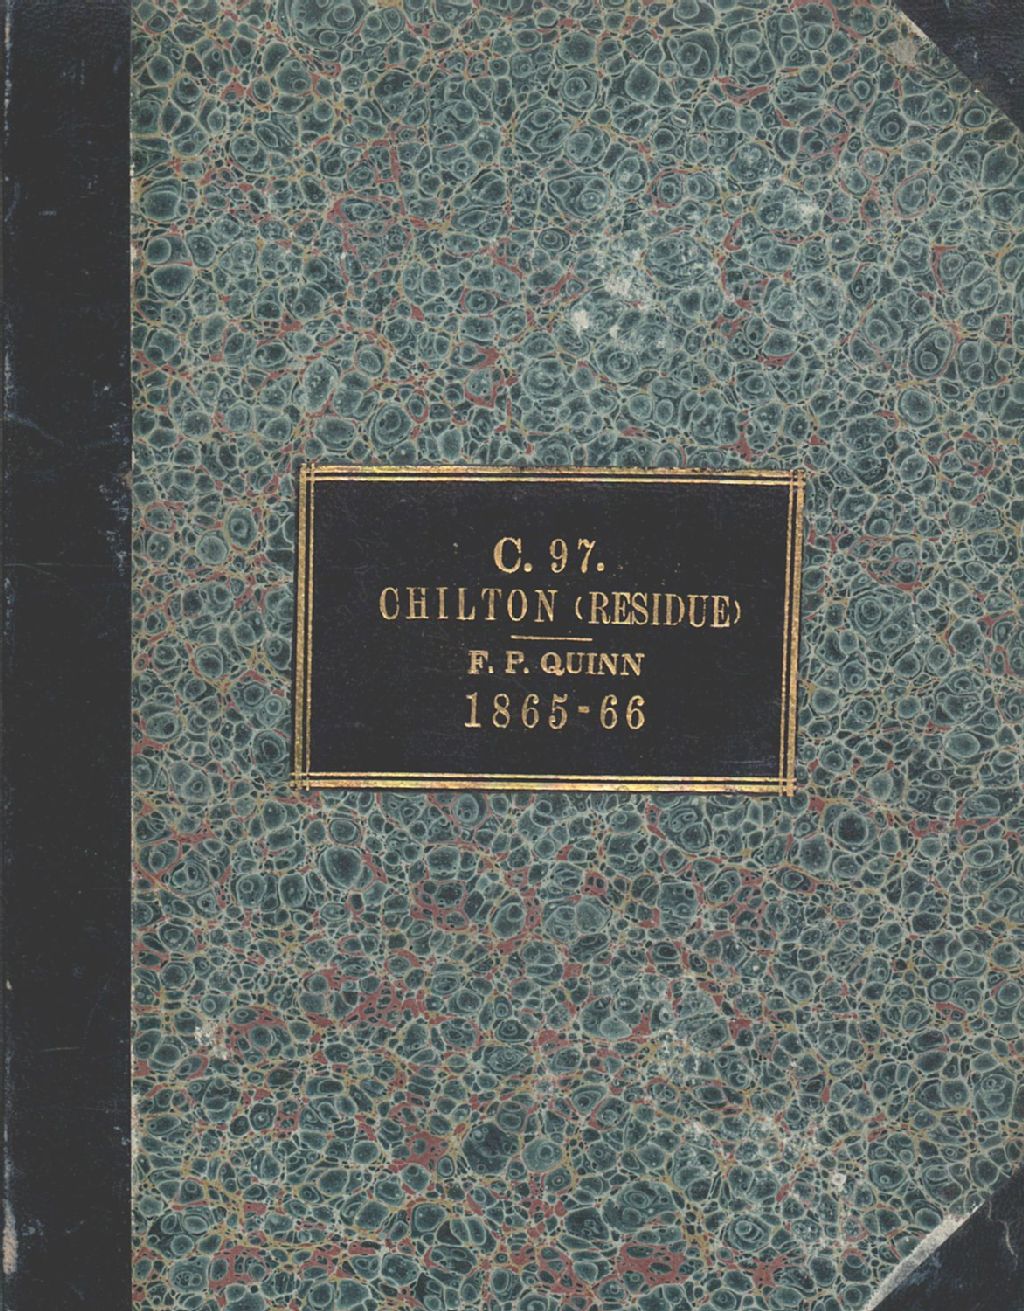 C. 97.
CHILTON (RESIDUE)
F. P. QUINN
1865-66